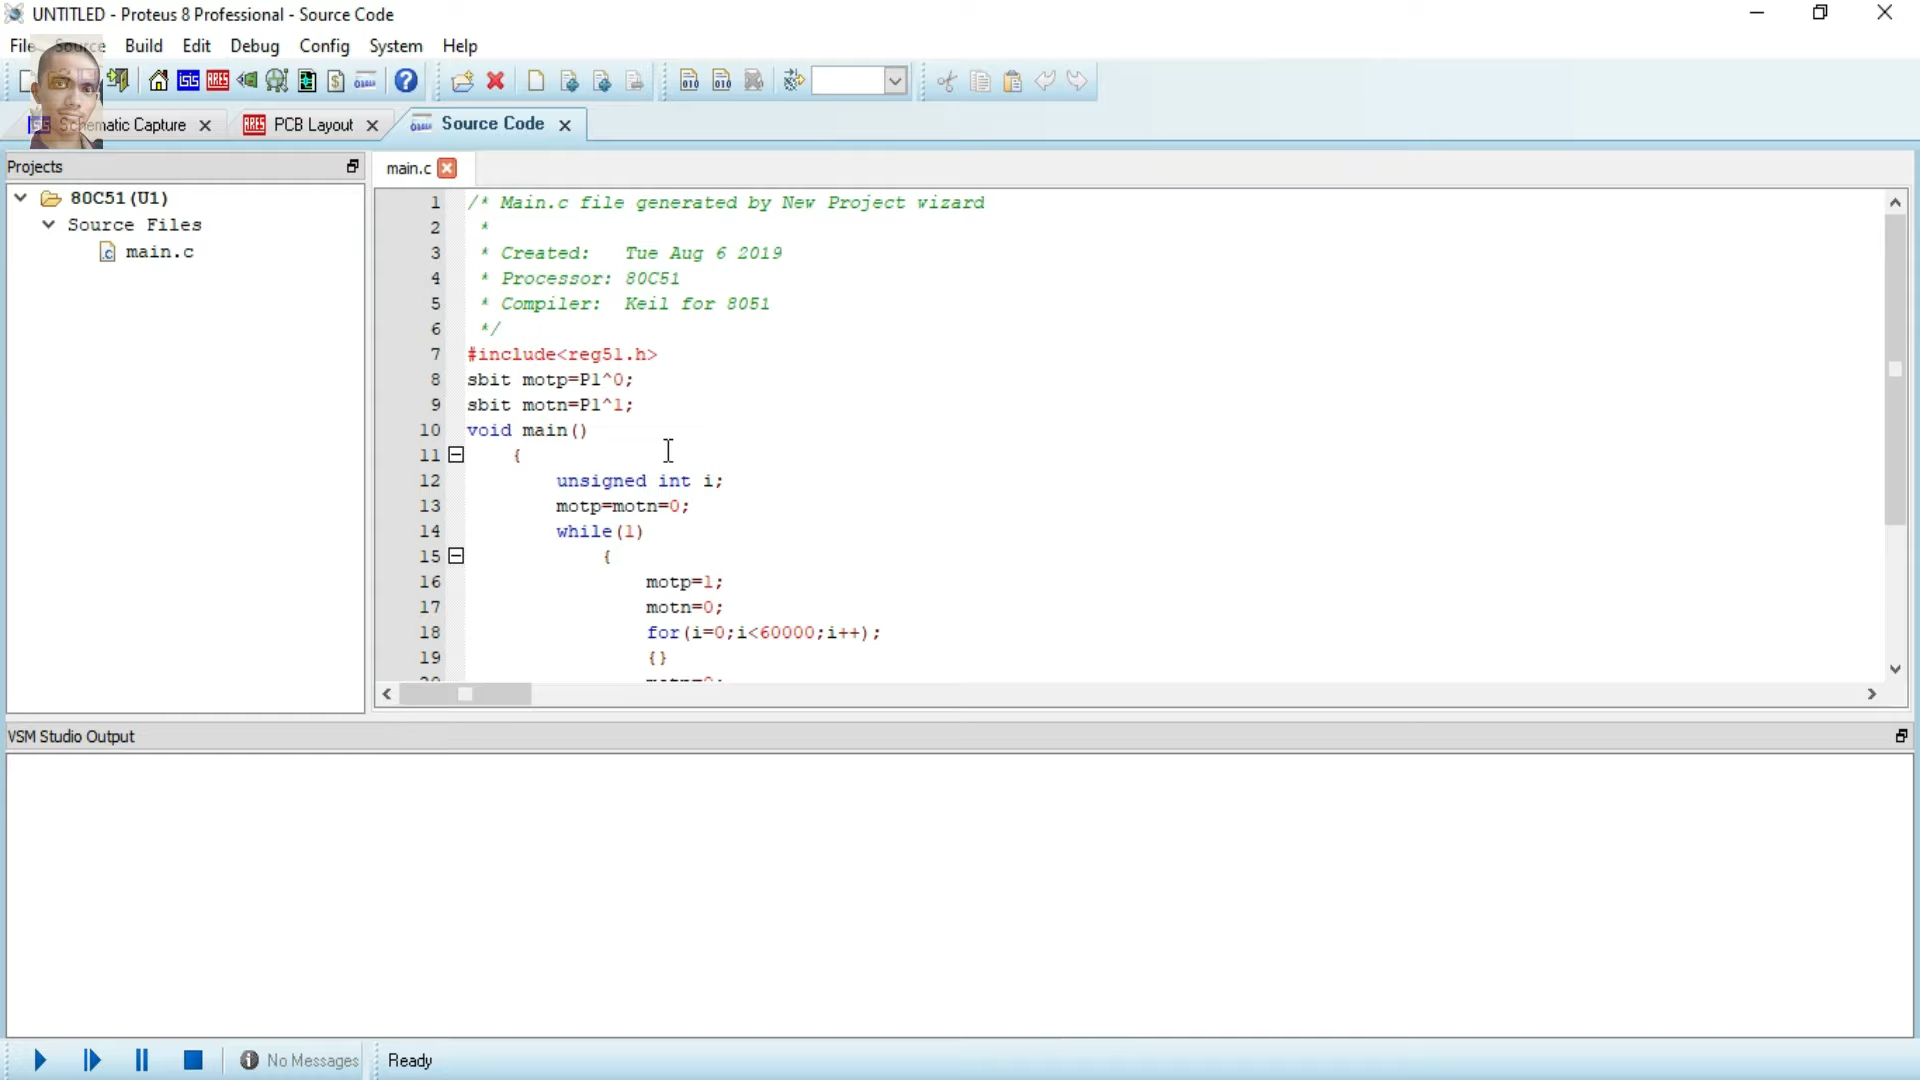 UNTITLED - Proteus 8 Professional - Source Code
File Source Build Edit Debug Config System Help
Schematic Capture
PCB Layout
Source Code
Projects
80C51 (U1)
Source Files
main.c
main.c
1 /* Main.c file generated by New Project wizard
2 *
3 * Created: Tue Aug 6 2019
4 * Processor: 80C51
5 * Compiler: Keil for 8051
6 */
7 #include<reg51.h>
8 sbit motp=P1^0;
9 sbit motn=P1^1;
10 void main()
11 {
12 unsigned int i;
13 motp=motn=0;
14 while(1)
15 {
16 motp=1;
17 motn=0;
18 for(i=0;i<60000;i++);
19 {}
VSM Studio Output
No Messages
Ready